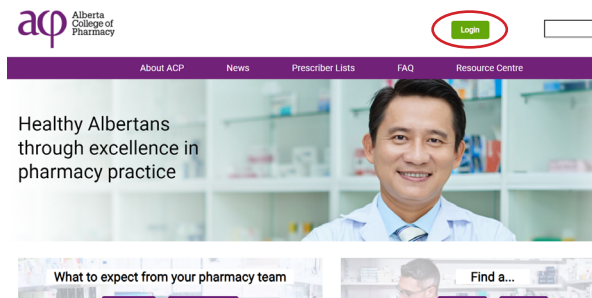 acp
Alberta
College of
Pharmacy
Login
About ACP News Prescriber Lists FAQ Resource Centre
Healthy Albertans
through excellence in
pharmacy practice
What to expect from your pharmacy team
Find a...